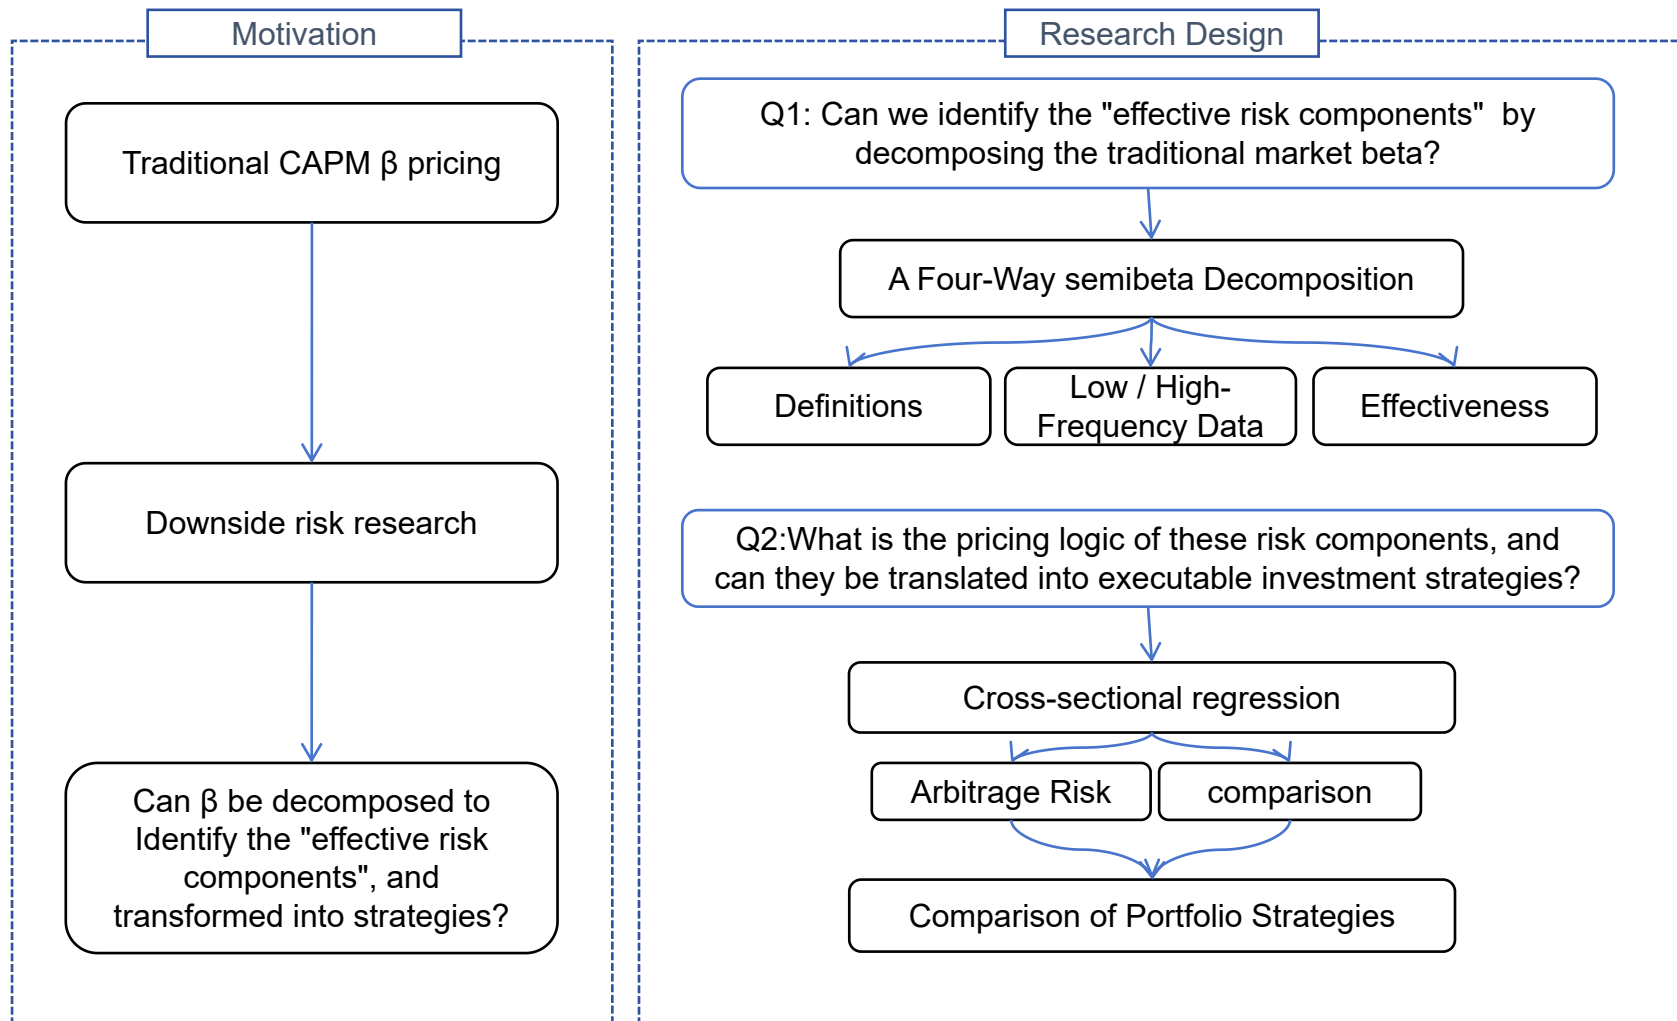 Motivation
Traditional CAPM β pricing
Downside risk research
Can β be decomposed to
Identify the "effective risk
components", and
transformed into strategies?
Research Design
Q1: Can we identify the "effective risk components"  by
decomposing the traditional market beta?
A Four-Way semibeta Decomposition
Definitions
Low / High-
Frequency Data
Effectiveness
Q2:What is the pricing logic of these risk components, and
can they be translated into executable investment strategies?
Cross-sectional regression
Arbitrage Risk
comparison
Comparison of Portfolio Strategies